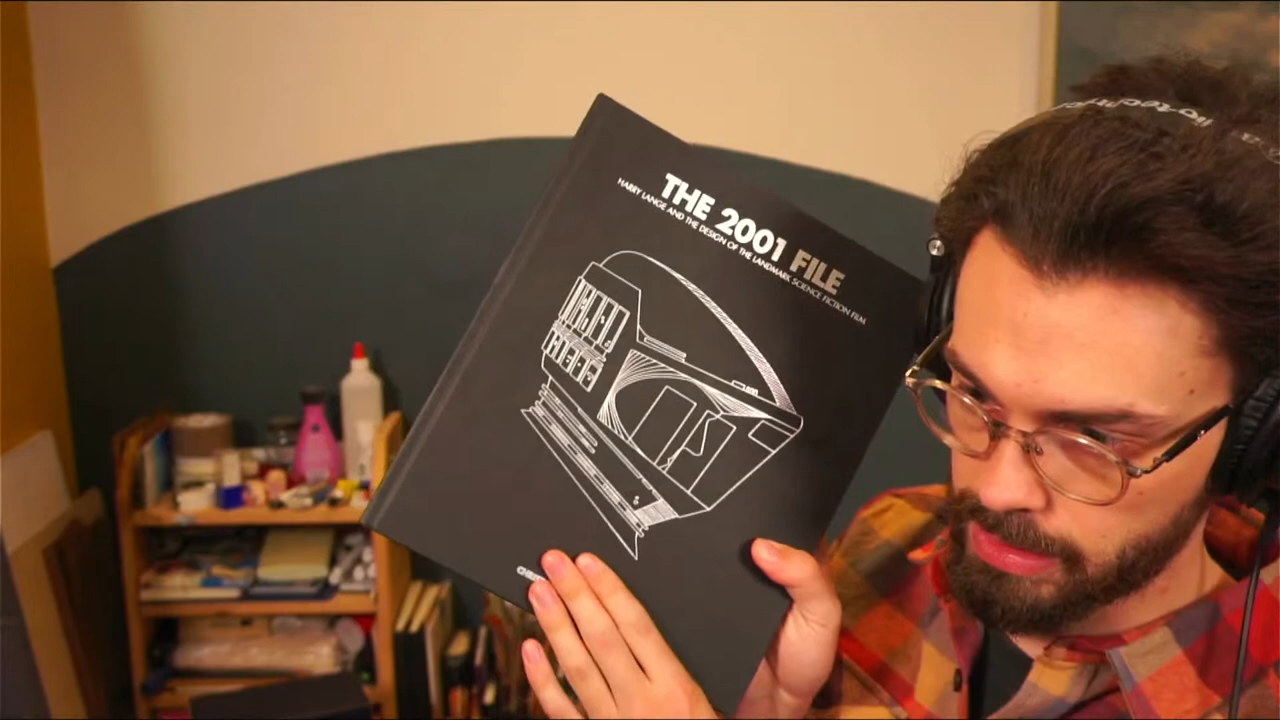 THE 2001 FILE
HARRY LANGE AND THE DESIGN OF THE LANDMARK SCIENCE FICTION FILM